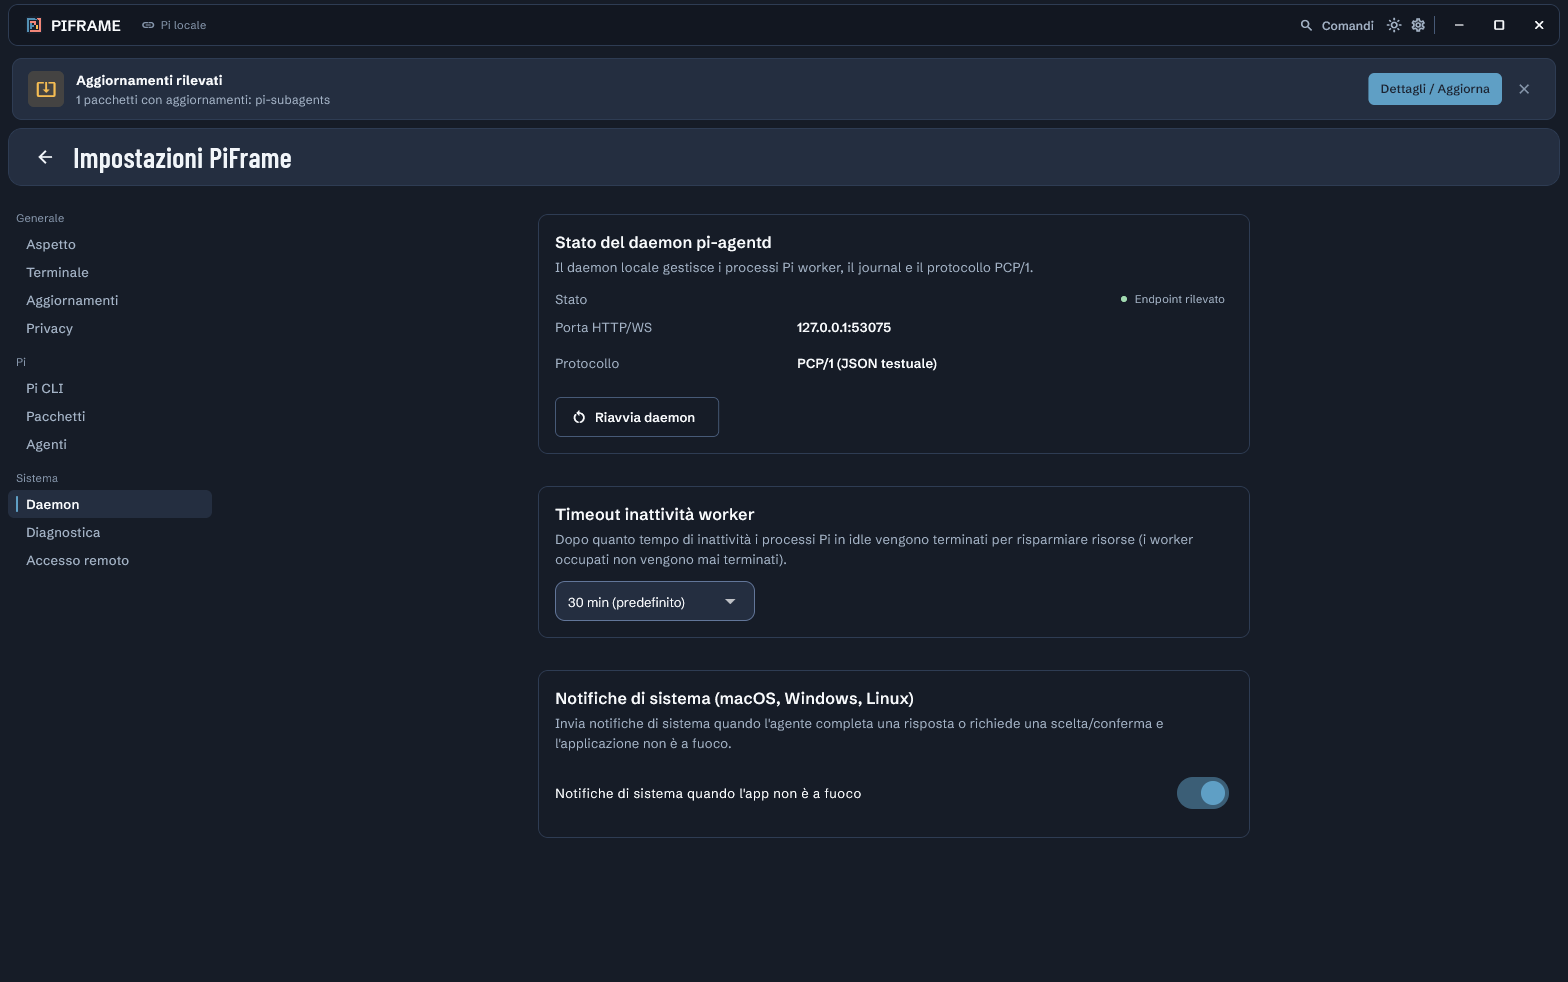 PIFRAME
Pi locale
Comandi
Aggiornamenti rilevati
1 pacchetti con aggiornamenti: pi-subagents
Dettagli / Aggiorna
Impostazioni PiFrame
Generale
Aspetto
Terminale
Aggiornamenti
Privacy
Pi
Pi CLI
Pacchetti
Agenti
Sistema
Daemon
Diagnostica
Accesso remoto
Stato del daemon pi-agentd
Il daemon locale gestisce i processi Pi worker, il journal e il protocollo PCP/1.
Stato
Endpoint rilevato
Porta HTTP/WS
127.0.0.1:53075
Protocollo
PCP/1 (JSON testuale)
Riavvia daemon
Timeout inattività worker
Dopo quanto tempo di inattività i processi Pi in idle vengono terminati per risparmiare risorse (i worker
occupati non vengono mai terminati).
30 min (predefinito)
Notifiche di sistema (macOS, Windows, Linux)
Invia notifiche di sistema quando l'agente completa una risposta o richiede una scelta/conferma e
l'applicazione non è a fuoco.
Notifiche di sistema quando l'app non è a fuoco